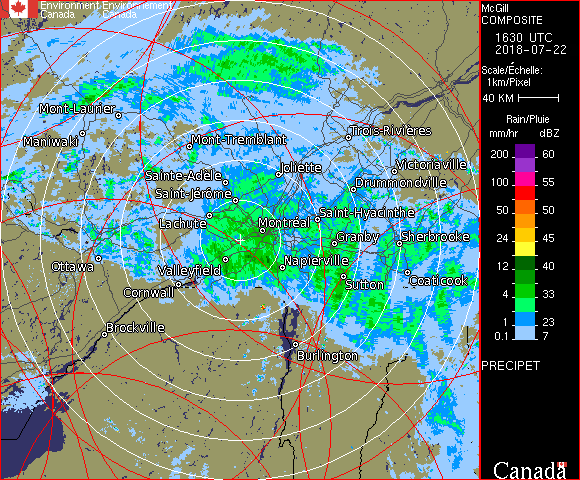 Environment Environnement
Canada Canada
McGill
COMPOSITE
1630 UTC
2018-07-22
Scale/Échelle:
1km/Pixel
40 KM
Rain/Pluie
mm/hr dBZ
200 60
100 55
50 50
24 45
12 40
4 33
1 23
0.1 7
PRECIPET
Canada
Mont-Laurier
Maniwaki
Mont-Tremblant
Trois-Rivières
Joliette
Victoriaville
Sainte-Adèle
Drummondville
Saint-Jérôme
Lachute
Saint-Hyacinthe
Montréal
Granby
Sherbrooke
Ottawa
Valleyfield
Napierville
Sutton
Coaticook
Cornwall
Brockville
Burlington